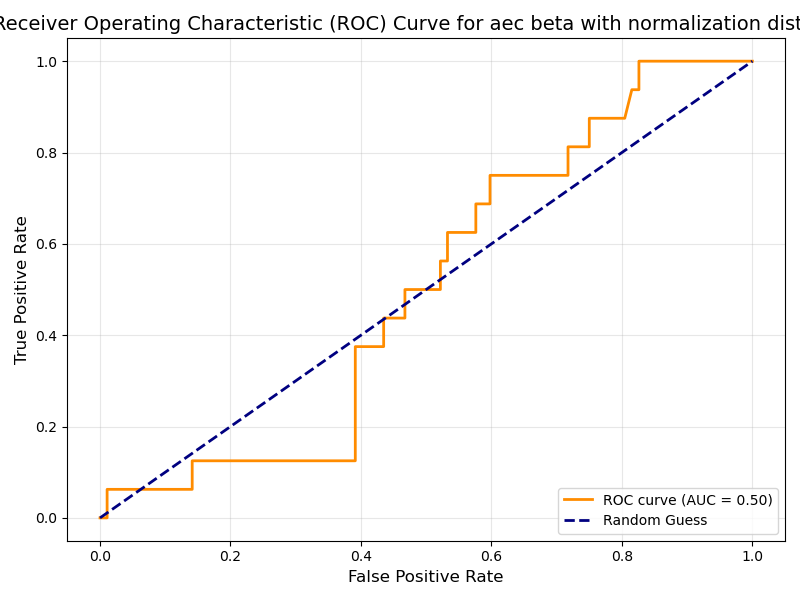 Receiver Operating Characteristic (ROC) Curve for aec beta with normalization dist
1.0
0.8
0.6
0.4
0.2
0.0
True Positive Rate
ROC curve (AUC = 0.50)
Random Guess
0.0 0.2 0.4 0.6 0.8 1.0
False Positive Rate